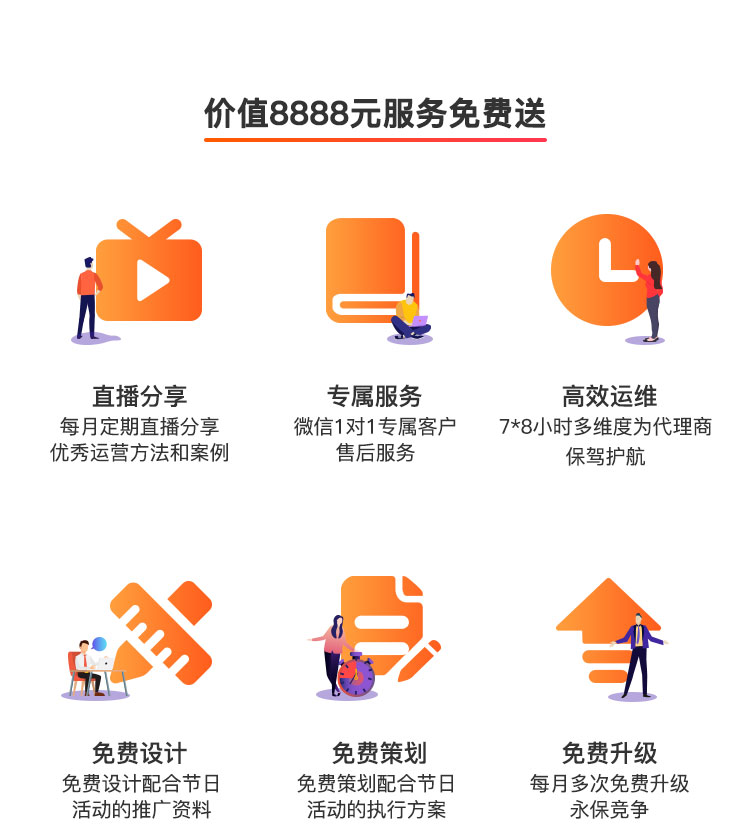 价值8888元服务免费送
直播分享
每月定期直播分享
优秀运营方法和案例
专属服务
微信1对1专属客户
售后服务
高效运维
7*8小时多维度为代理商
保驾护航
免费设计
免费设计配合节日
活动的推广资料
免费策划
免费策划配合节日
活动的执行方案
免费升级
每月多次免费升级
永保竞争